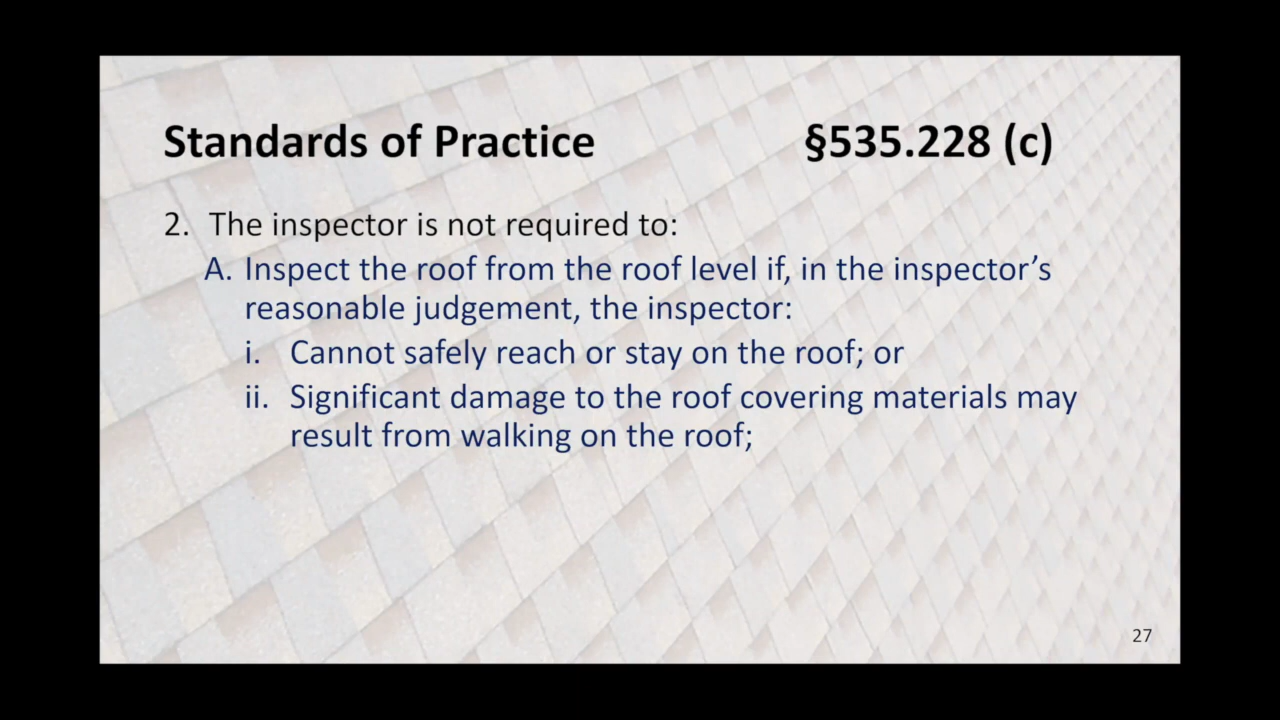 Standards of Practice §535.228 (c)
2. The inspector is not required to:
A. Inspect the roof from the roof level if, in the inspector’s
reasonable judgement, the inspector:
i. Cannot safely reach or stay on the roof; or
ii. Significant damage to the roof covering materials may
result from walking on the roof;
27